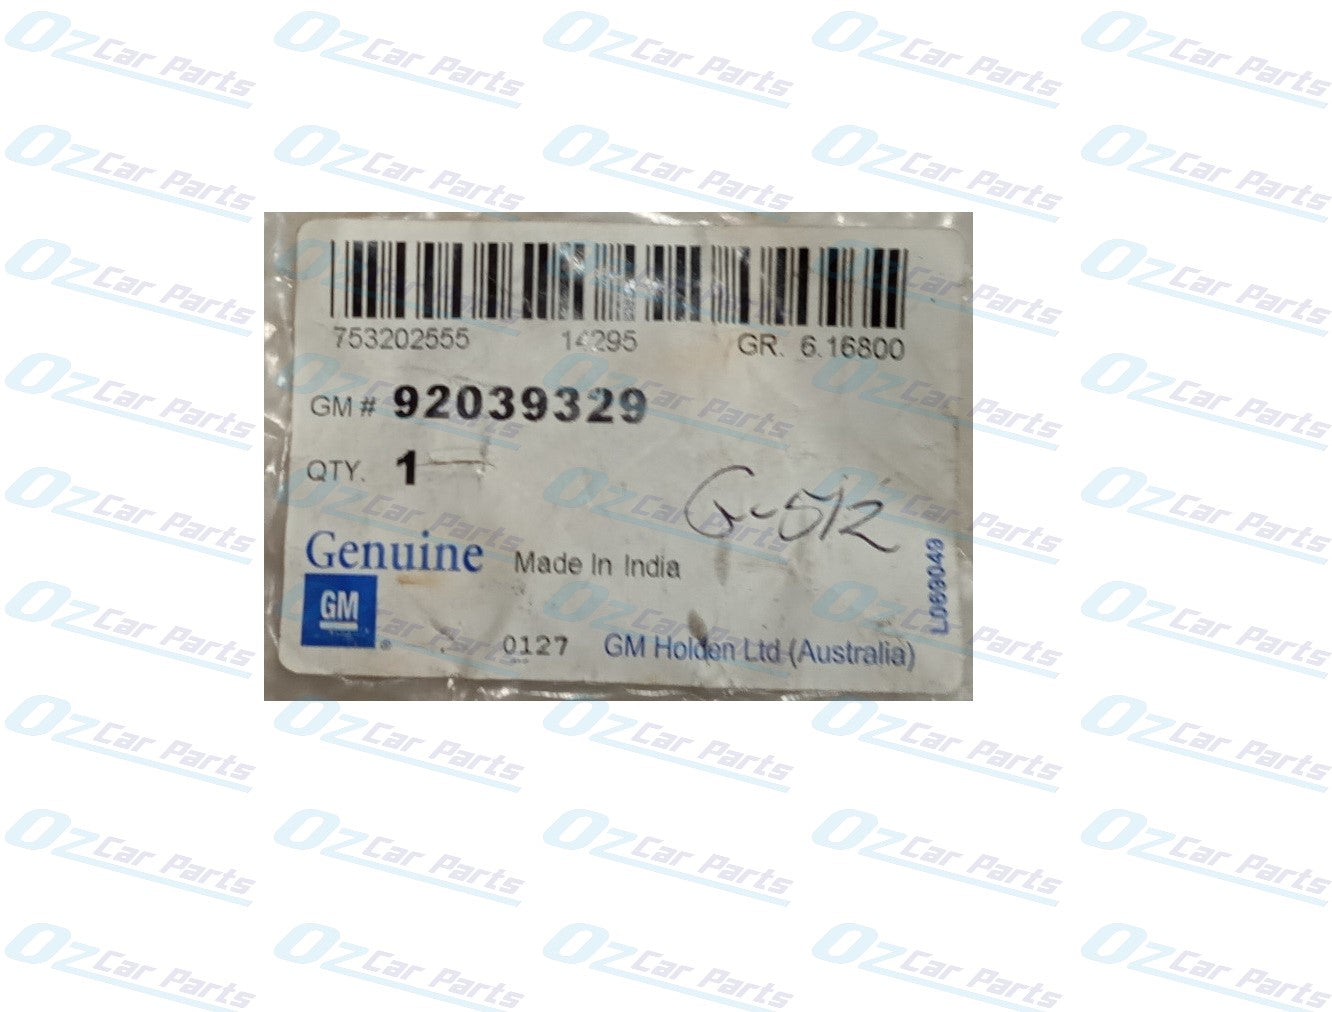 753202555 14295 GR. 6.16800
GM # 92039329
QTY. 1
G-512
Genuine Made In India
GM ®
0127 GM Holden Ltd (Australia)
L069049
Oz Car Parts